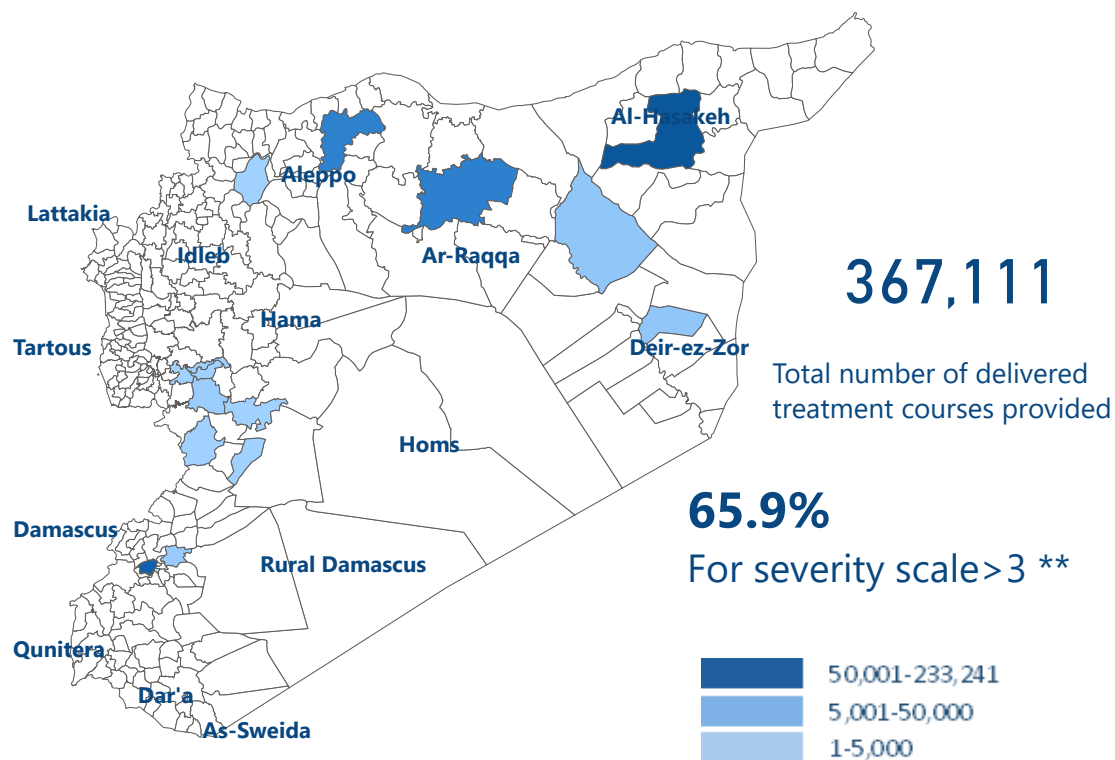 Al-Hasakeh
Aleppo
Lattakia
Idleb
Ar-Raqqa
367,111
Hama
Tartous
Deir-ez-Zor
Total number of delivered
treatment courses provided
Homs
65.9%
Damascus
Rural Damascus
For severity scale>3 **
Qunitera
Dar'a
As-Sweida
50,001-233,241
5,001-50,000
1-5,000